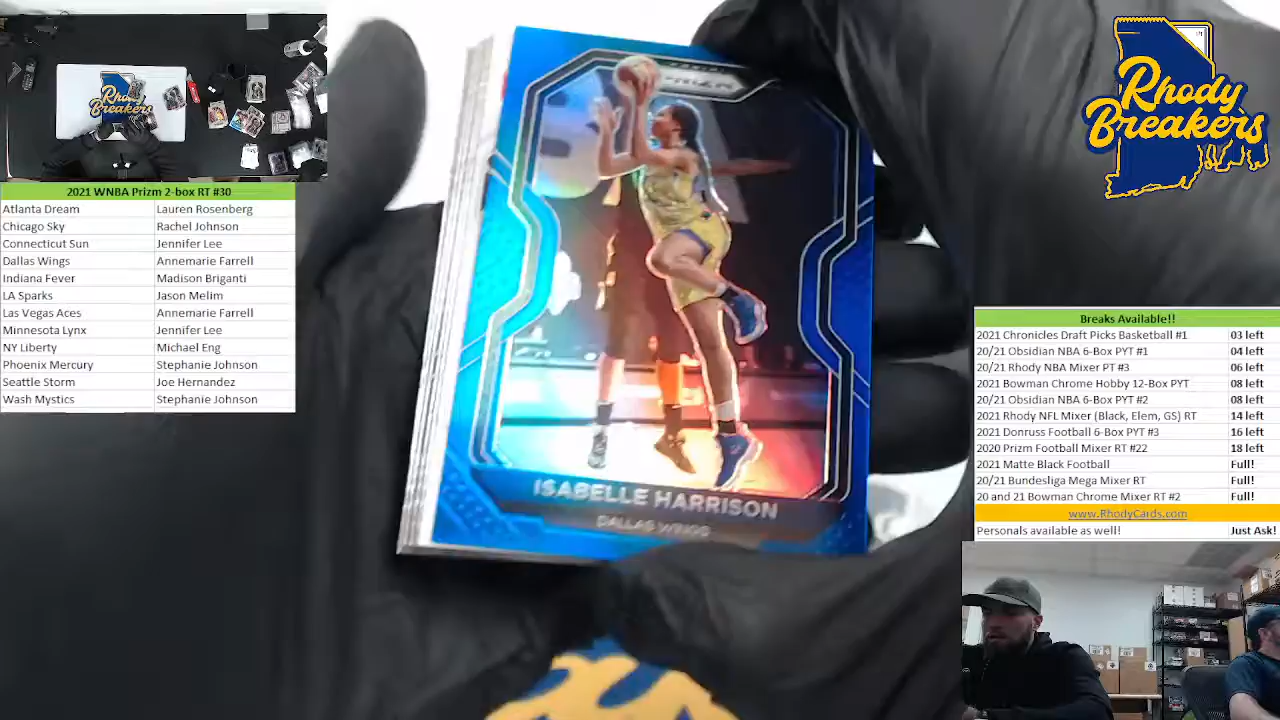 Rhody
Breakers
2021 WNBA Prizm 2-box RT #30
Atlanta Dream Lauren Rosenberg
Chicago Sky Rachel Johnson
Connecticut Sun Jennifer Lee
Dallas Wings Annemarie Farrell
Indiana Fever Madison Briganti
LA Sparks Jason Melim
Las Vegas Aces Annemarie Farrell
Minnesota Lynx Jennifer Lee
NY Liberty Michael Eng
Phoenix Mercury Stephanie Johnson
Seattle Storm Joe Hernandez
Wash Mystics Stephanie Johnson
PRIZM
ISABELLE HARRISON
DALLAS WINGS
Rhody
Breakers
Breaks Available!!
2021 Chronicles Draft Picks Basketball #1 03 left
20/21 Obsidian NBA 6-Box PYT #1 04 left
20/21 Rhody NBA Mixer PT #3 06 left
2021 Bowman Chrome Hobby 12-Box PYT 08 left
20/21 Obsidian NBA 6-Box PYT #2 08 left
2021 Rhody NFL Mixer (Black, Elem, GS) RT 14 left
2021 Donruss Football 6-Box PYT #3 16 left
2020 Prizm Football Mixer RT #22 18 left
2021 Matte Black Football Full!
20/21 Bundesliga Mega Mixer RT Full!
20 and 21 Bowman Chrome Mixer RT #2 Full!
www.RhodyCards.com
Personals available as well! Just Ask!